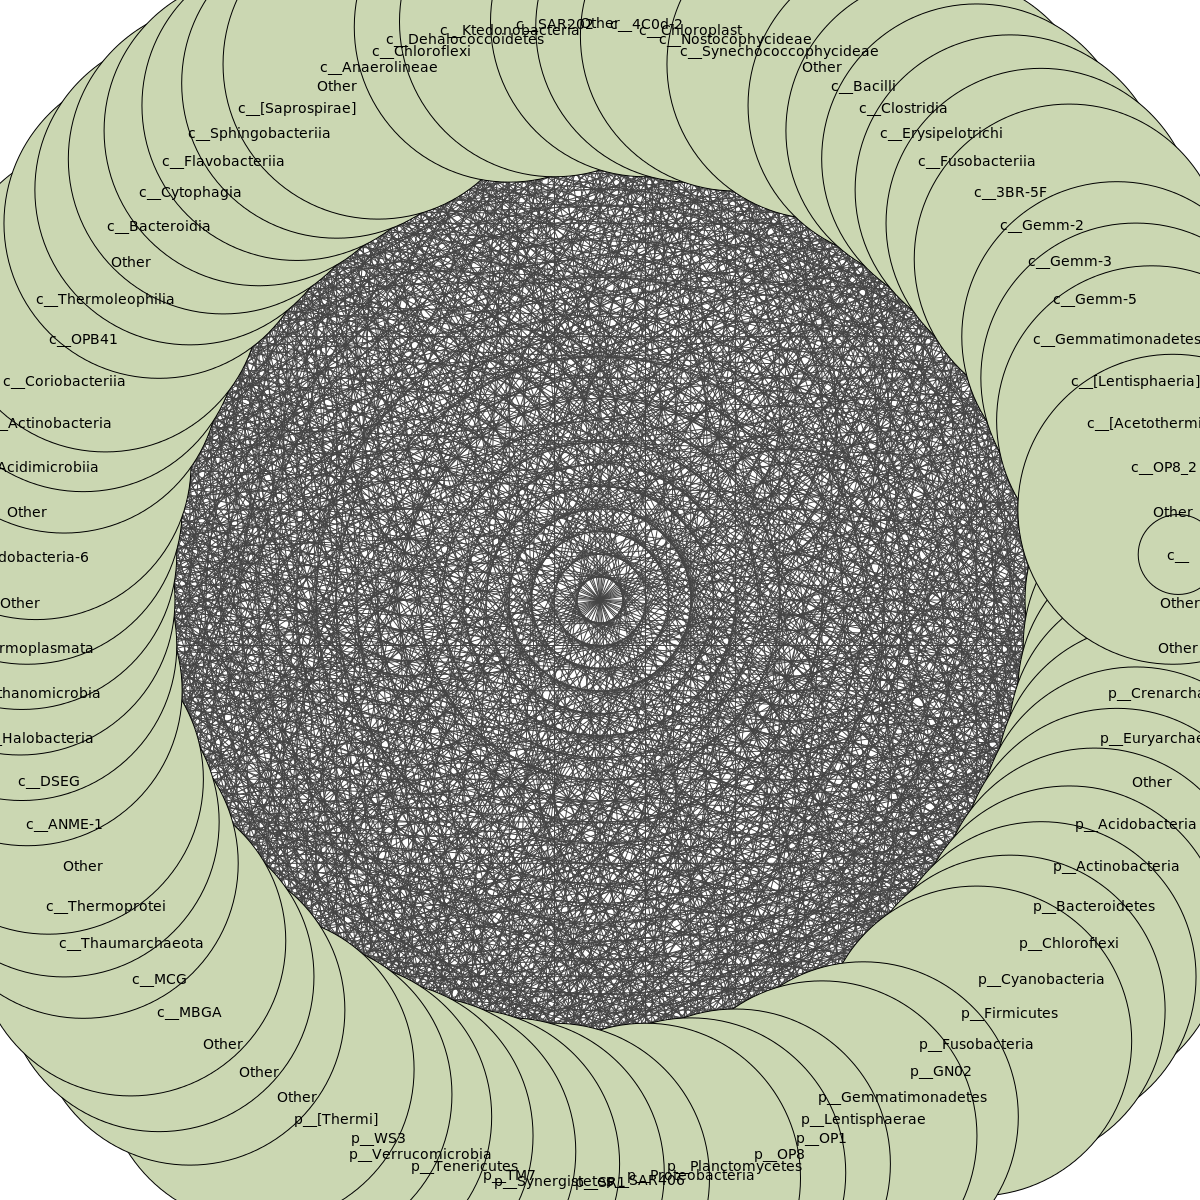 c__SAR202
Other
c__4C0d-2
c__Ktedonobacteria
c__Chloroplast
c__Dehalococcoidetes
c__Nostocophycideae
c__Chloroflexi
c__Synechococcophycideae
c__Anaerolineae
Other
Other
c__Bacilli
c__[Saprospirae]
c__Clostridia
c__Sphingobacteriia
c__Erysipelotrichi
c__Flavobacteriia
c__Fusobacteriia
c__Cytophagia
c__3BR-5F
c__Bacteroidia
c__Gemm-2
Other
c__Gemm-3
c__Thermoleophilia
c__Gemm-5
c__OPB41
c__Gemmatimonadetes
c__Coriobacteriia
c__[Lentisphaeria]
_Actinobacteria
c__[Acetothermi
Acidimicrobiia
c__OP8_2
Other
Other
dobacteria-6
c__
Other
Other
rmoplasmata
Other
thanomicrobia
p__Crenarcha
_Halobacteria
p__Euryarchae
c__DSEG
Other
c__ANME-1
p__Acidobacteria
Other
p__Actinobacteria
c__Thermoprotei
p__Bacteroidetes
c__Thaumarchaeota
p__Chloroflexi
c__MCG
p__Cyanobacteria
c__MBGA
p__Firmicutes
Other
p__Fusobacteria
Other
p__GN02
Other
p__Gemmatimonadetes
p__[Thermi]
p__Lentisphaerae
p__WS3
p__OP1
p__Verrucomicrobia
p__OP8
p__Tenericutes
p__Planctomycetes
p__TM7
p__Proteobacteria
p__Synergistetes
p__SR1
p__SAR406